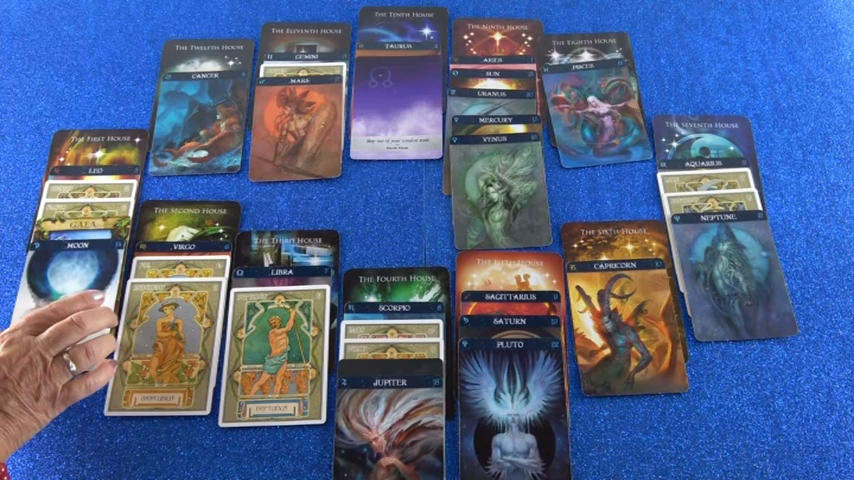 THE TENTH HOUSE
TAURUS
THE ELEVENTH HOUSE
GEMINI
MARS
THE NINTH HOUSE
ARIES
SUN
URANUS
MERCURY
VENUS
THE TWELFTH HOUSE
CANCER
THE EIGHTH HOUSE
PISCES
THE FIRST HOUSE
LEO
GAEA
MOON
THE SEVENTH HOUSE
AQUARIUS
NEPTUNE
THE SECOND HOUSE
VIRGO
THE THIRD HOUSE
LIBRA
THE FOURTH HOUSE
SCORPIO
JUPITER
THE FIFTH HOUSE
SAGITTARIUS
SATURN
PLUTO
THE SIXTH HOUSE
CAPRICORN